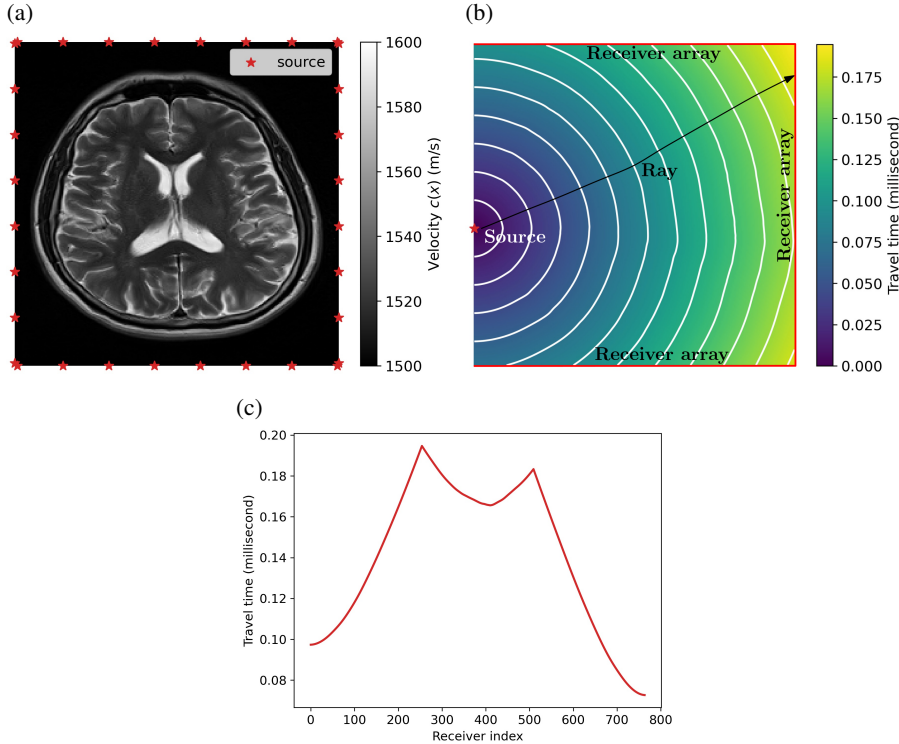 (a)
source
1600
1580
1560
1540
1520
1500
Velocity c(x) (m/s)
(b)
Receiver array
Ray
Source
Receiver array
Receiver array
0.175
0.150
0.125
0.100
0.075
0.050
0.025
0.000
Travel time (millisecond)
(c)
0.20
0.18
0.16
0.14
0.12
0.10
0.08
Travel time (millisecond)
0 100 200 300 400 500 600 700 800
Receiver index